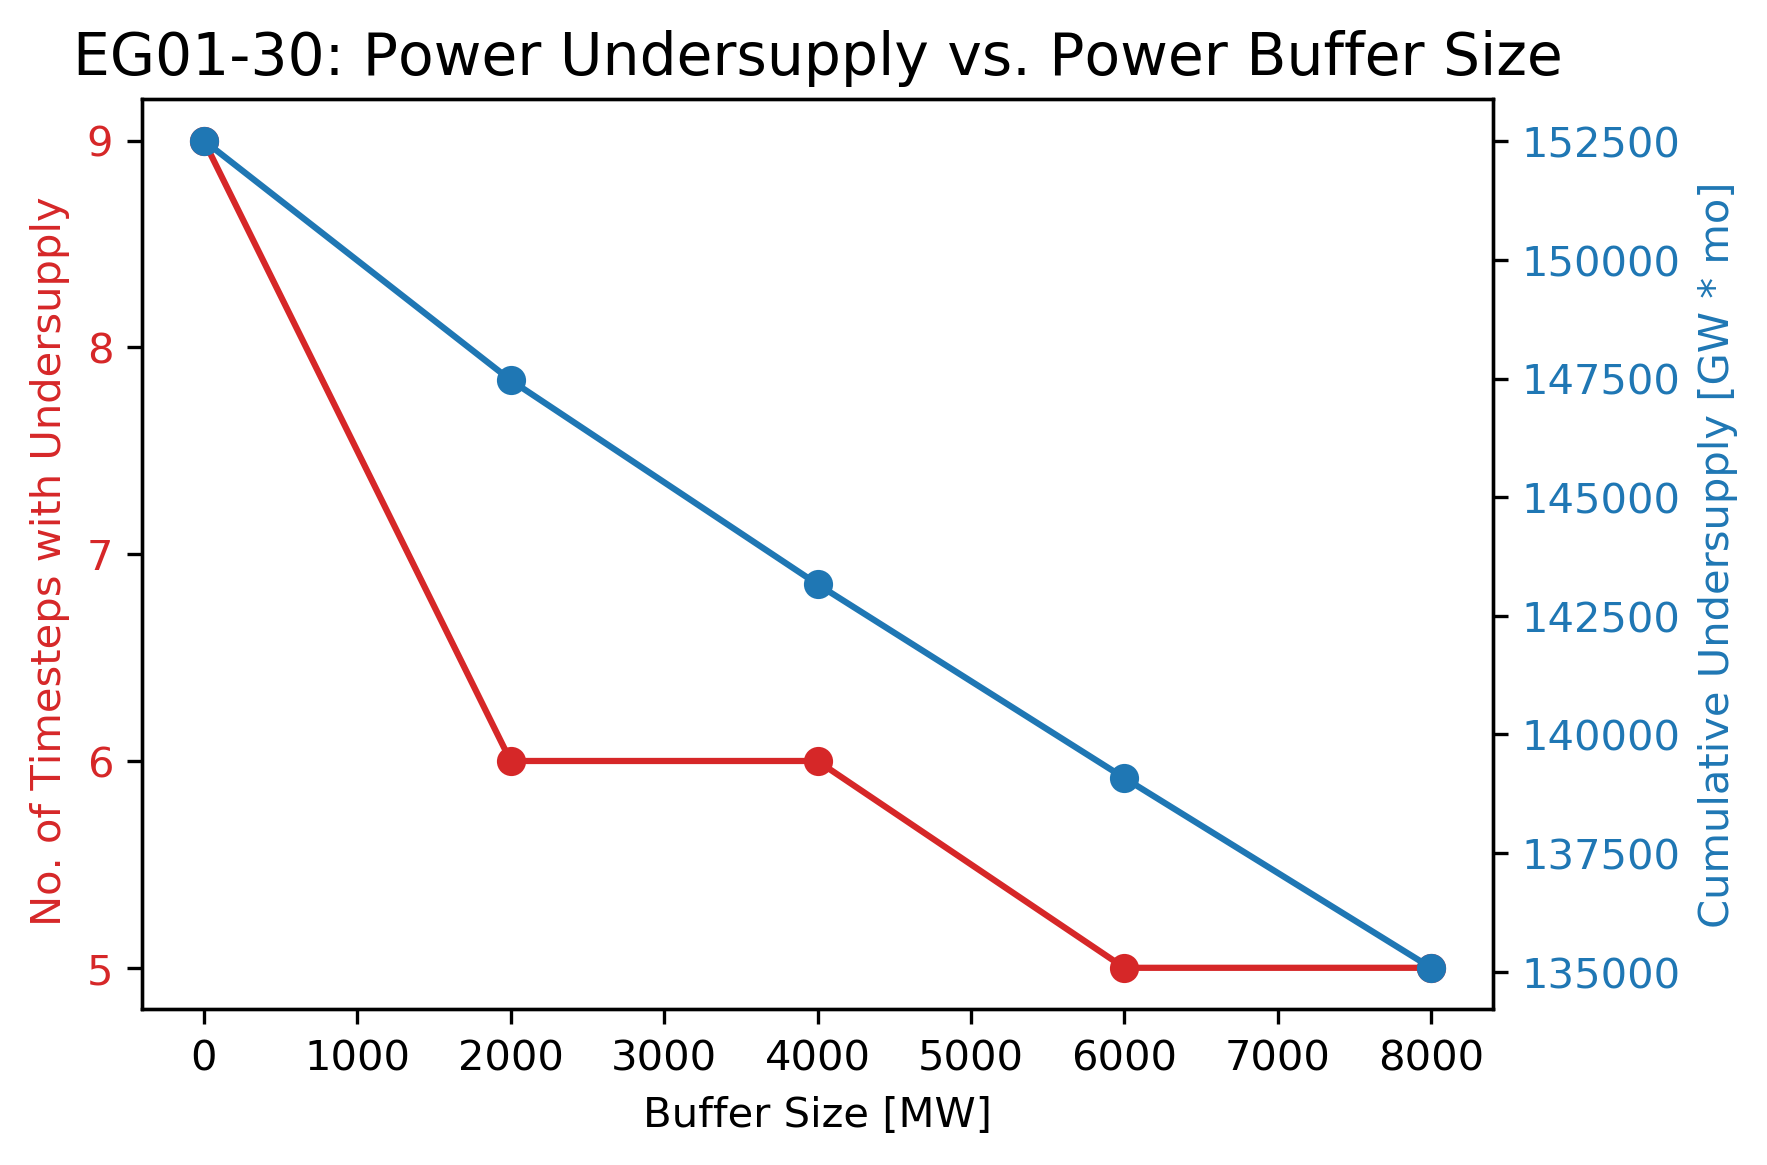 EG01-30: Power Undersupply vs. Power Buffer Size
No. of Timesteps with Undersupply
9
8
7
6
5
152500
150000
147500
145000
142500
140000
137500
135000
Cumulative Undersupply [GW * mo]
0 1000 2000 3000 4000 5000 6000 7000 8000
Buffer Size [MW]